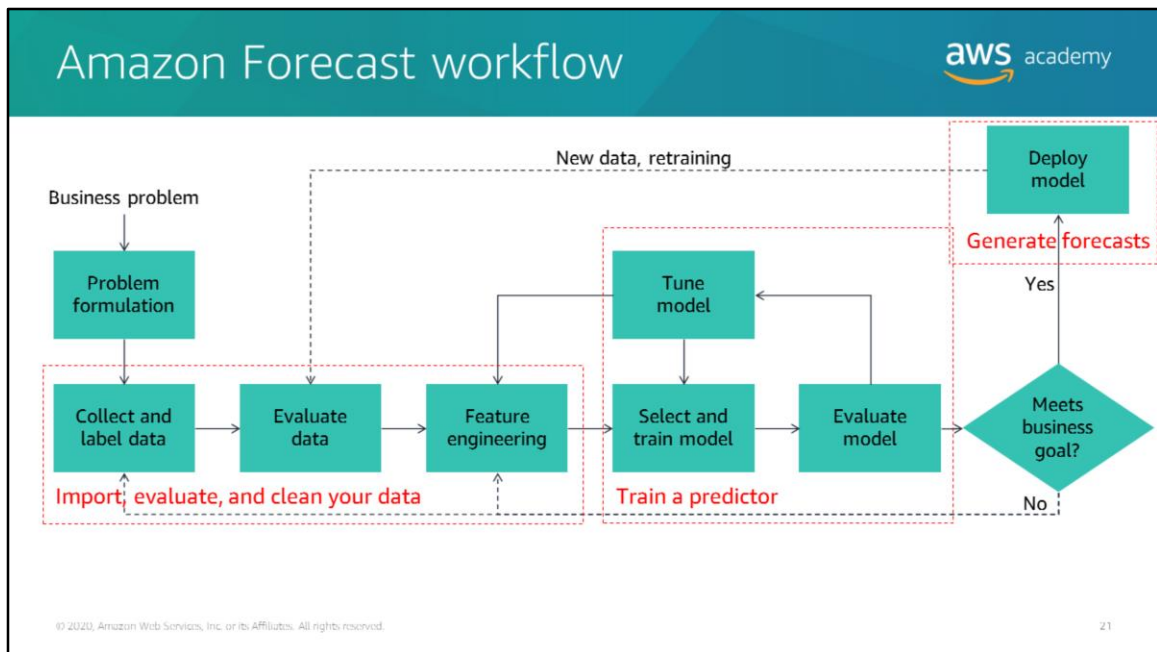 Amazon Forecast workflow
aws academy
New data, retraining
Deploy
model
Business problem
Generate forecasts
Problem
formulation
Tune
model
Yes
Collect and
label data
Evaluate
data
Feature
engineering
Select and
train model
Evaluate
model
Meets
business
goal?
Import, evaluate, and clean your data
Train a predictor
No
© 2020, Amazon Web Services, Inc. or its Affiliates. All rights reserved.
21